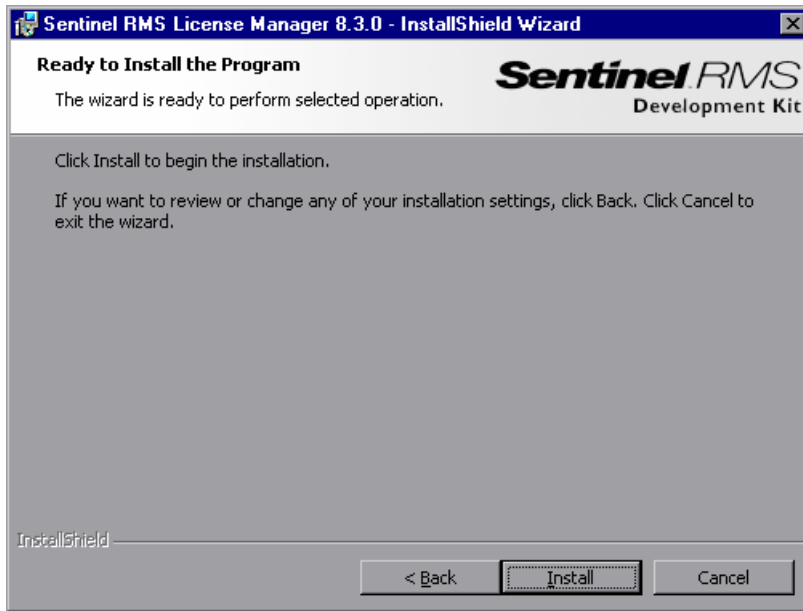 Sentinel RMS License Manager 8.3.0 - InstallShield Wizard
Ready to Install the Program
The wizard is ready to perform selected operation.
Sentinel RMS
Development Kit
Click Install to begin the installation.
If you want to review or change any of your installation settings, click Back. Click Cancel to
exit the wizard.
InstallShield
< Back Install Cancel